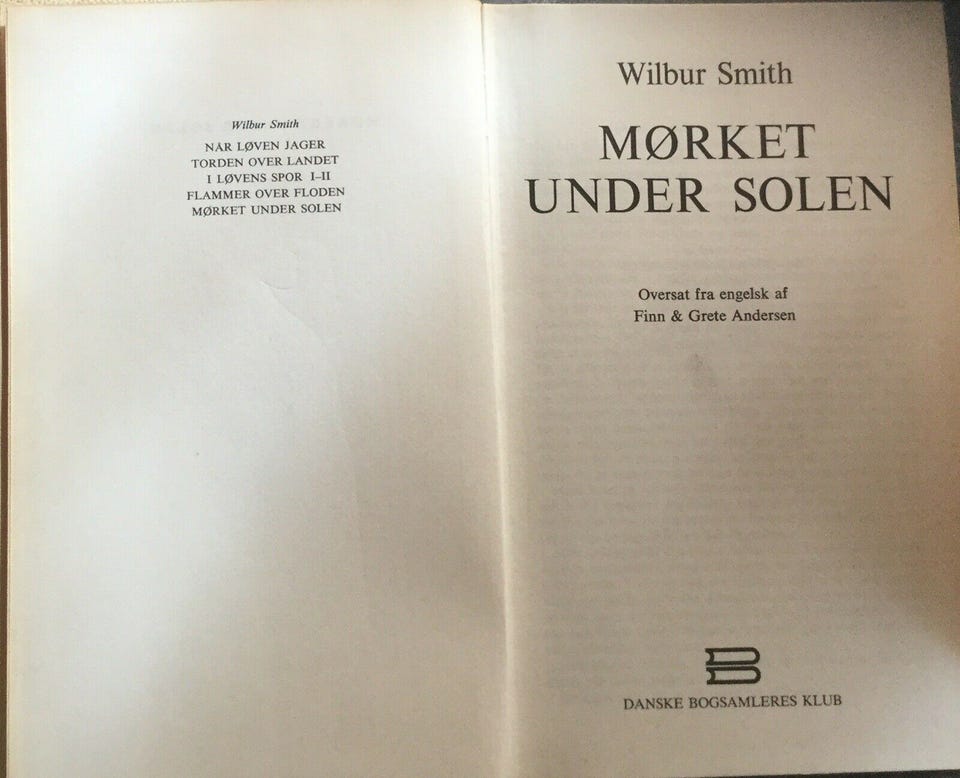 Wilbur Smith
NÅR LØVEN JAGER
TORDEN OVER LANDET
I LØVENS SPOR I–II
FLAMMER OVER FLODEN
MØRKET UNDER SOLEN
Wilbur Smith
MØRKET
UNDER SOLEN
Oversat fra engelsk af
Finn & Grete Andersen
DANSKE BOGSAMLERES KLUB